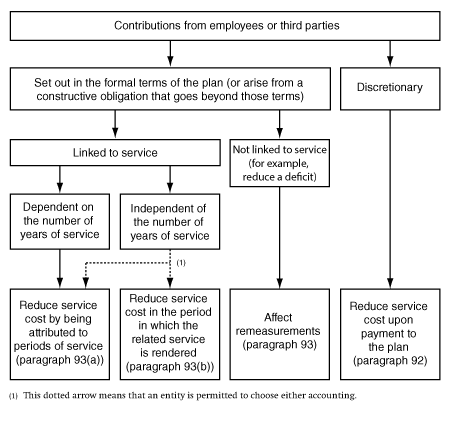 Contributions from employees or third parties
Set out in the formal terms of the plan (or arise from a
constructive obligation that goes beyond those terms)
Discretionary
Linked to service
Not linked to service
(for example,
reduce a deficit)
Dependent on
the number of
years of service
Independent of
the number of
years of service
(1)
Reduce service
cost by being
attributed to
periods of service
(paragraph 93(a))
Reduce service
cost in the period
in which the
related service
is rendered
(paragraph 93(b))
Affect
remeasurements
(paragraph 93)
Reduce service
cost upon
payment to
the plan
(paragraph 92)
(1) This dotted arrow means that an entity is permitted to choose either accounting.